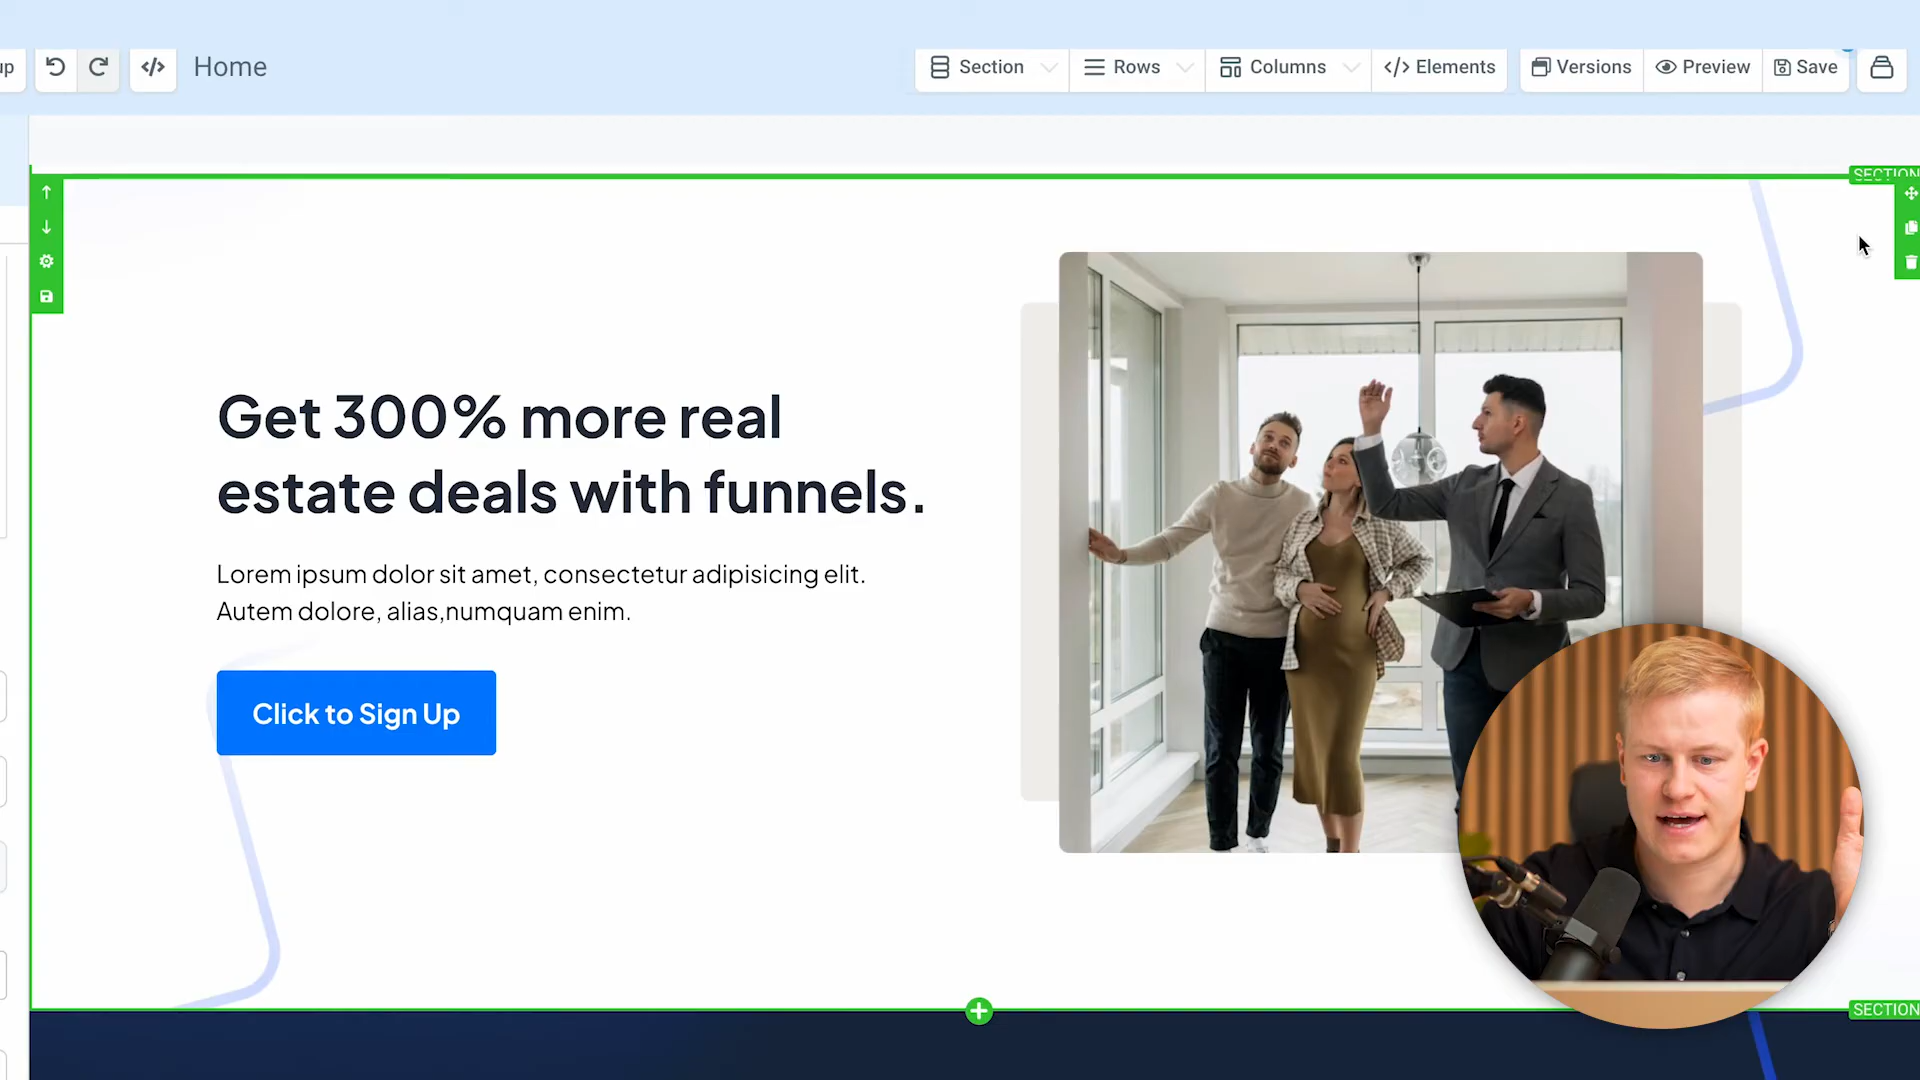 up
Home
Section
Rows
Columns
</> Elements
Versions
Preview
Save
SECTION
Get 300% more real
estate deals with funnels.
Lorem ipsum dolor sit amet, consectetur adipisicing elit.
Autem dolore, alias,numquam enim.
Click to Sign Up
SECTION